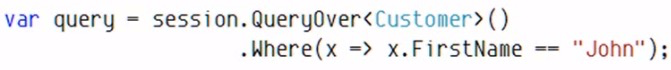 var query = session.QueryOver<Customer>()
.Where(x => x.FirstName == "John");